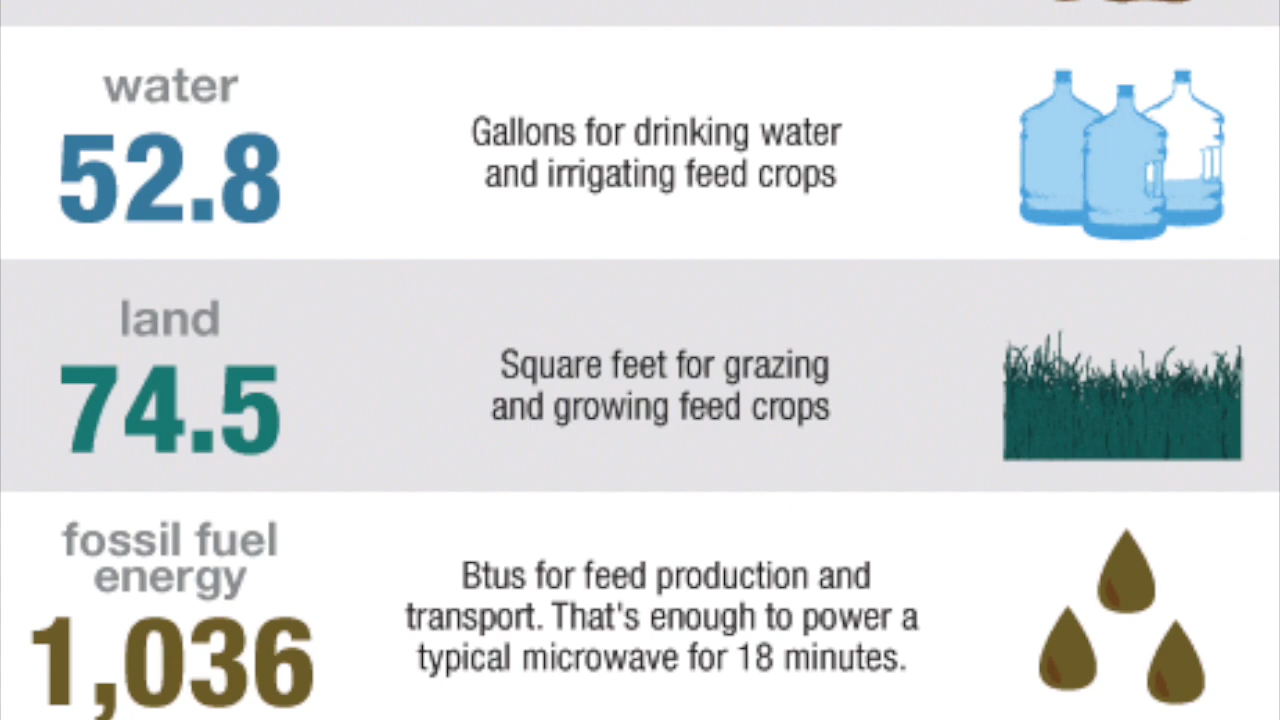 water
52.8
Gallons for drinking water
and irrigating feed crops
land
74.5
Square feet for grazing
and growing feed crops
fossil fuel
energy
1,036
Btus for feed production and
transport. That's enough to power a
typical microwave for 18 minutes.